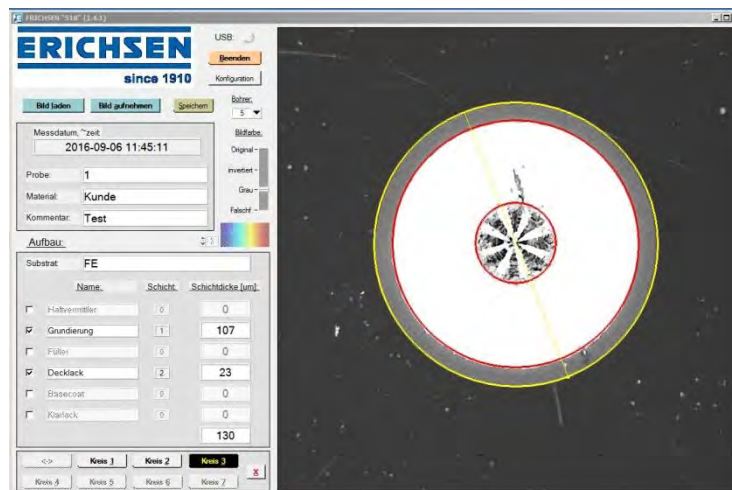 ERICHSEN "518" (1.4.1)
ERICHSEN
since 1910
USB:
Beenden
Konfiguration
Bild laden
Bild aufnehmen
Speichern
Bohrer:
5
Messdatum, ~zeit:
2016-09-06 11:45:11
Probe:
1
Material:
Kunde
Kommentar:
Test
Bildfarbe:
Original
invertiert
Grau
Falschf.
Aufbau:
Substrat:
FE
Name: Schicht: Schichtdicke [um]:
Haftvermittler 0 0
Grundierung 1 107
Füller 0 0
Decklack 2 23
Basecoat 0 0
Klarlack 0 0
130
<-> Kreis 1 Kreis 2 Kreis 3
X
Kreis 4 Kreis 5 Kreis 6 Kreis 7